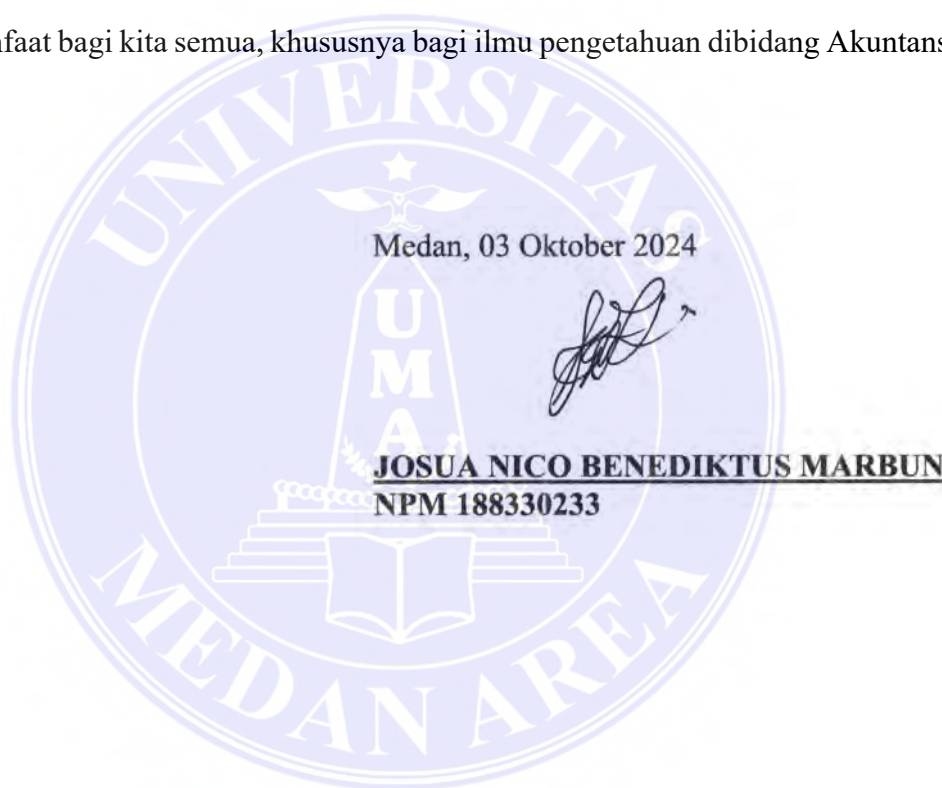 nfaat bagi kita semua, khususnya bagi ilmu pengetahuan dibidang Akuntans
UNIVERSITAS
UMA
Medan, 03 Oktober 2024
JOSUA NICO BENEDIKTUS MARBUN
NPM 188330233
MEDAN AREA